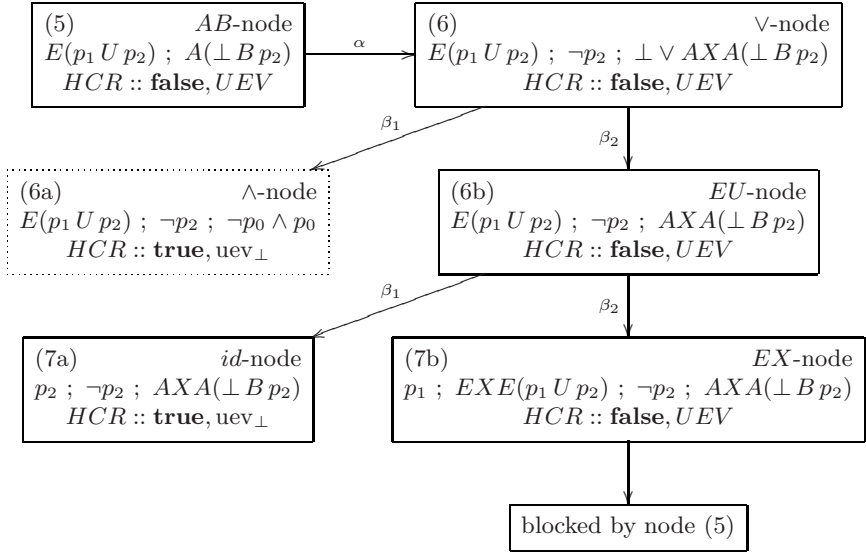 (5) AB-node
E(p₁ U p₂) ; A(⊥ B p₂)
HCR :: false, UEV
α
(6) ∨-node
E(p₁ U p₂) ; ¬p₂ ; ⊥ ∨ AXA(⊥ B p₂)
HCR :: false, UEV
β₁
β₂
(6a) ∧-node
E(p₁ U p₂) ; ¬p₂ ; ¬p₀ ∧ p₀
HCR :: true, uev⊥
(6b) EU-node
E(p₁ U p₂) ; ¬p₂ ; AXA(⊥ B p₂)
HCR :: false, UEV
β₁
β₂
(7a) id-node
p₂ ; ¬p₂ ; AXA(⊥ B p₂)
HCR :: true, uev⊥
(7b) EX-node
p₁ ; EXE(p₁ U p₂) ; ¬p₂ ; AXA(⊥ B p₂)
HCR :: false, UEV
blocked by node (5)